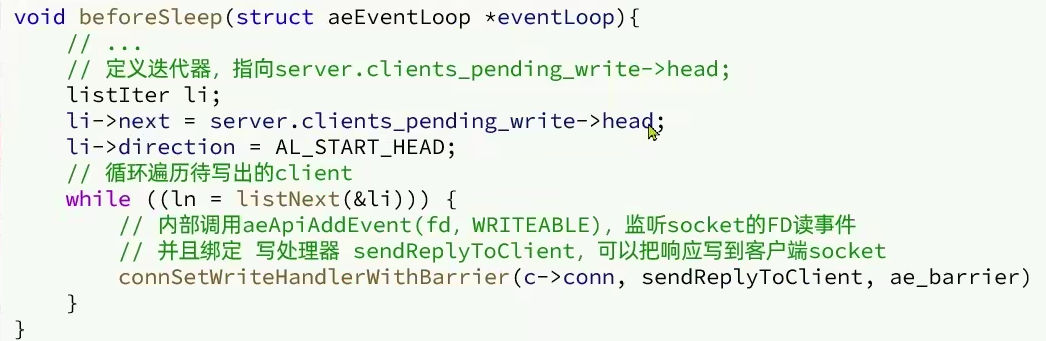 void beforeSleep(struct aeEventLoop *eventLoop){
    // ...
    // 定义迭代器，指向server.clients_pending_write->head;
    listIter li;
    li->next = server.clients_pending_write->head;
    li->direction = AL_START_HEAD;
    // 循环遍历待写出的client
    while ((ln = listNext(&li))) {
        // 内部调用aeApiAddEvent(fd, WRITEABLE)，监听socket的FD读事件
        // 并且绑定 写处理器 sendReplyToClient，可以把响应写到客户端socket
        connSetWriteHandlerWithBarrier(c->conn, sendReplyToClient, ae_barrier)
    }
}